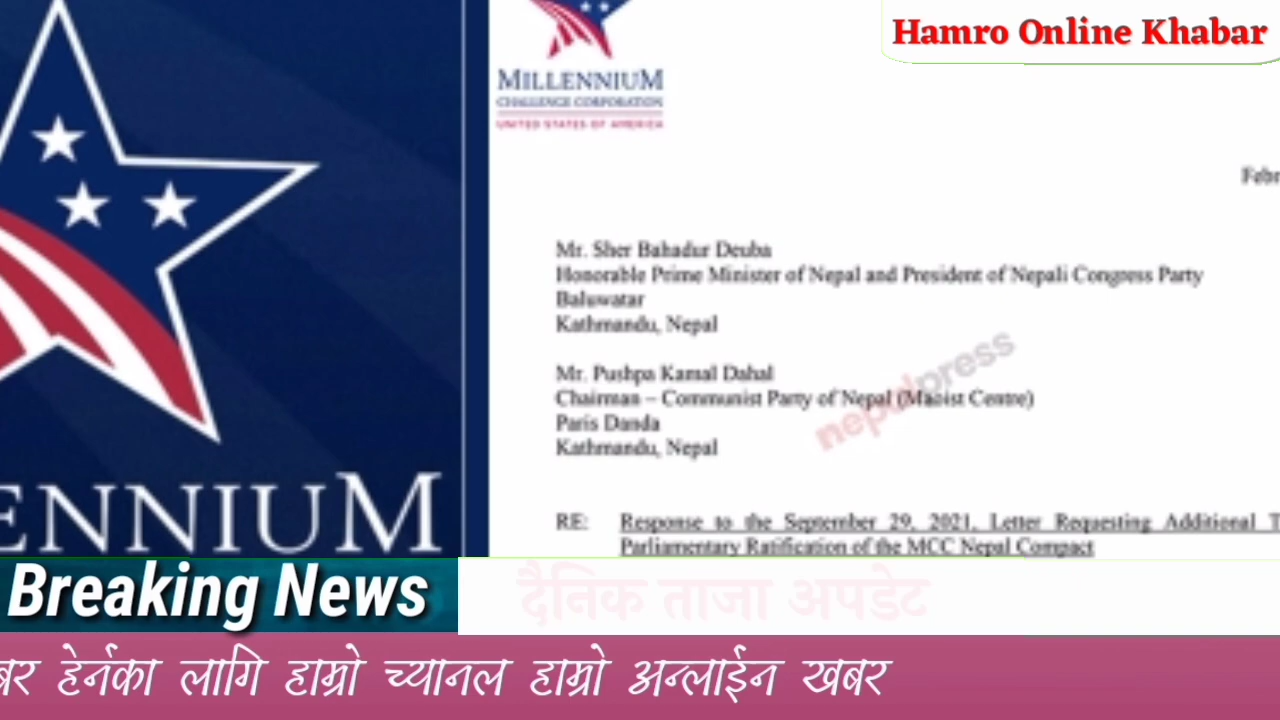 Hamro Online Khabar
MILLENNIUM
CHALLENGE CORPORATION
UNITED STATES OF AMERICA
Febr
Mr. Sher Bahadur Deuba
Honorable Prime Minister of Nepal and President of Nepali Congress Party
Baluwatar
Kathmandu, Nepal
Mr. Pushpa Kamal Dahal
Chairman – Communist Party of Nepal (Maoist Centre)
Paris Danda
Kathmandu, Nepal
nepalpress
RE: Response to the September 29, 2021, Letter Requesting Additional T
Parliamentary Ratification of the MCC Nepal Compact
ENNIUM
Breaking News
दैनिक ताजा अपडेट
बर हेर्नका लागि हाम्रो च्यानल हाम्रो अनलाईन खबर